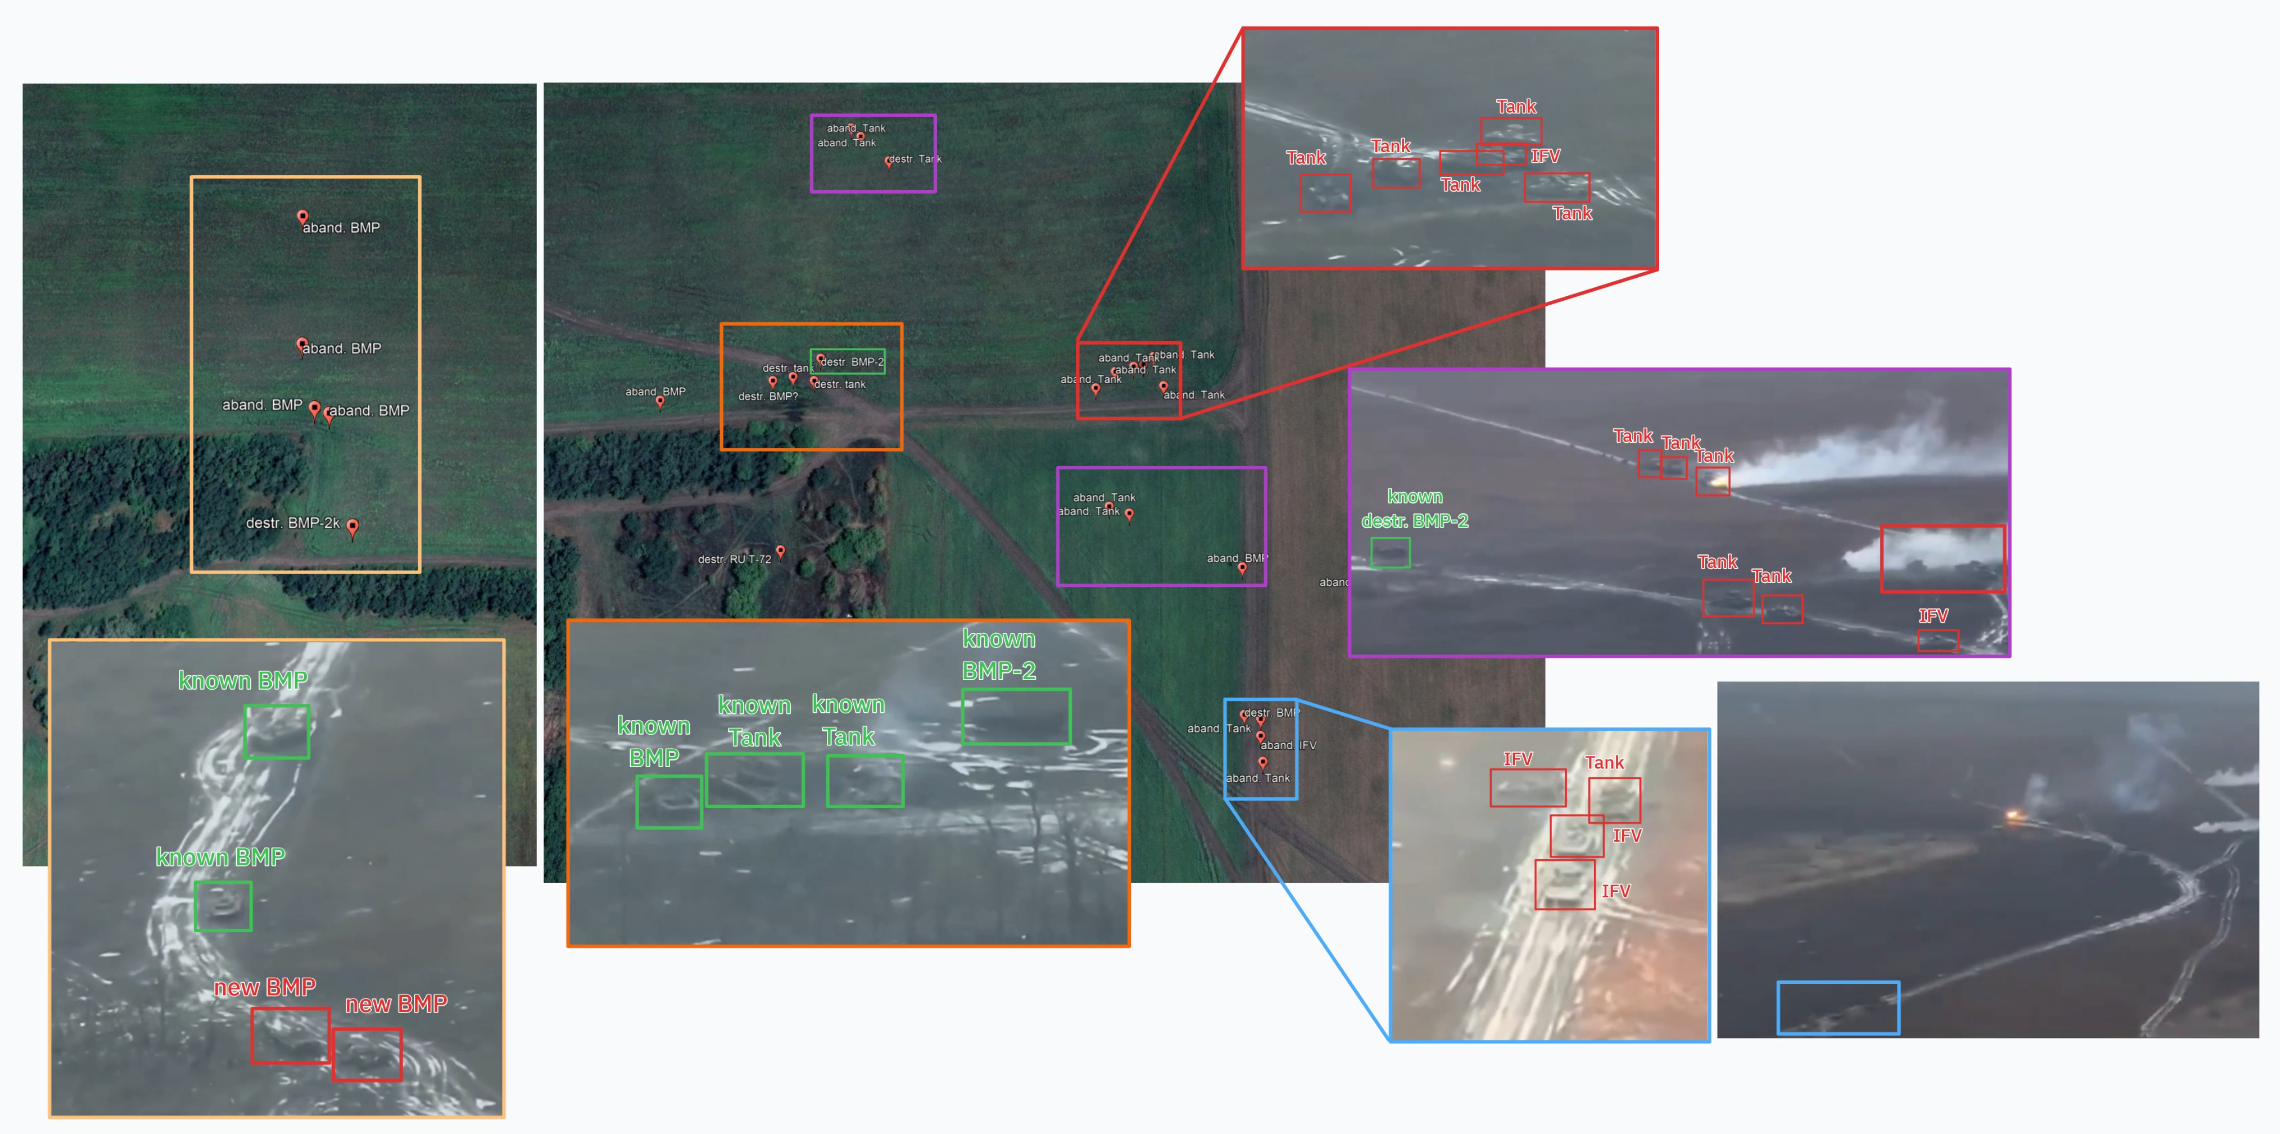 aband. BMP
aband. BMP
aband. BMP
aband. BMP
destr. BMP-2k
known BMP
known BMP
new BMP
new BMP
aband. Tank
aband. Tank
destr. Tank
destr. BMP-2
destr. tank
destr. tank
destr. BMP?
aband. BMP
aband. Tank
aband. Tank
aband. Tank
aband. Tank
aband. Tank
aband. Tank
aband. Tank
aband. BMP
destr. RU T-72
aband
destr. BMP
aband. Tank
aband. IFV
aband. Tank
known
BMP
known
Tank
known
Tank
known
BMP-2
Tank
Tank
Tank
IFV
Tank
Tank
Tank
Tank
Tank
known
destr. BMP-2
Tank
Tank
IFV
IFV
Tank
IFV
IFV